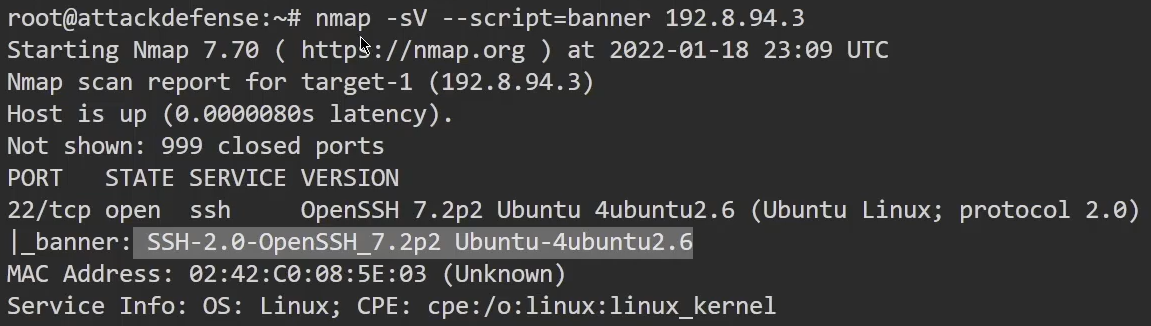 root@attackdefense:~# nmap -sV --script=banner 192.8.94.3
Starting Nmap 7.70 ( https://nmap.org ) at 2022-01-18 23:09 UTC
Nmap scan report for target-1 (192.8.94.3)
Host is up (0.0000080s latency).
Not shown: 999 closed ports
PORT   STATE SERVICE VERSION
22/tcp open  ssh     OpenSSH 7.2p2 Ubuntu 4ubuntu2.6 (Ubuntu Linux; protocol 2.0)
|_banner: SSH-2.0-OpenSSH_7.2p2 Ubuntu-4ubuntu2.6
MAC Address: 02:42:C0:08:5E:03 (Unknown)
Service Info: OS: Linux; CPE: cpe:/o:linux:linux_kernel